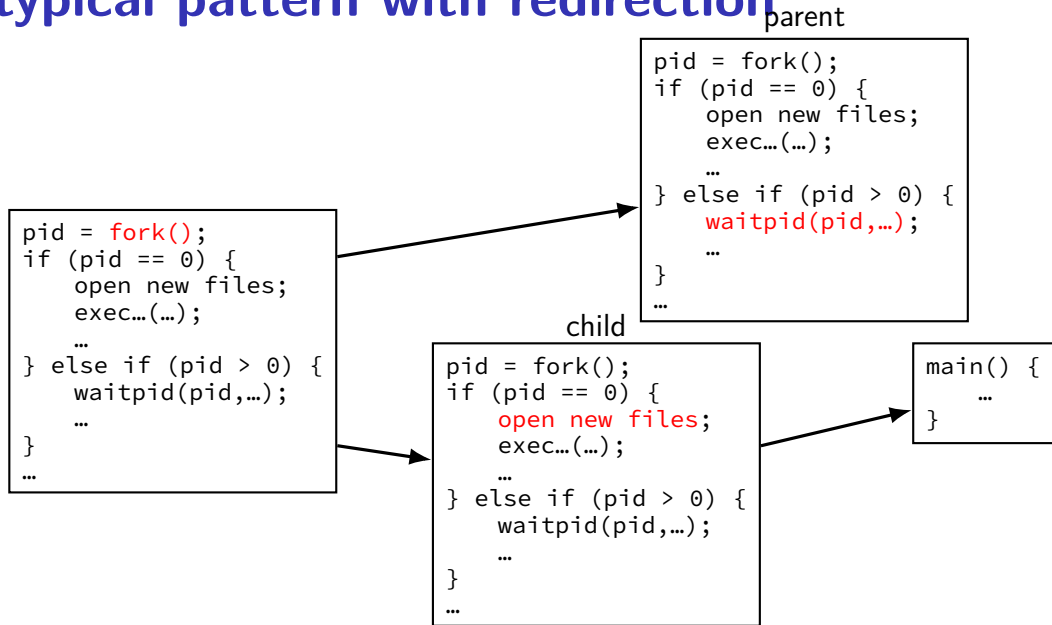 typical pattern with redirection
parent
pid = fork();
if (pid == 0) {
open new files;
exec…(…);
…
} else if (pid > 0) {
waitpid(pid,…);
…
}
…
pid = fork();
if (pid == 0) {
open new files;
exec…(…);
…
} else if (pid > 0) {
waitpid(pid,…);
…
}
…
child
pid = fork();
if (pid == 0) {
open new files;
exec…(…);
…
} else if (pid > 0) {
waitpid(pid,…);
…
}
…
main() {
…
}